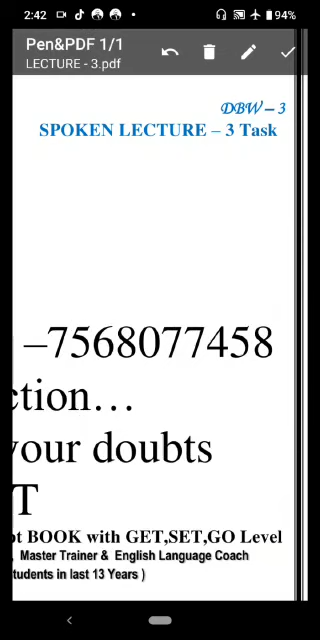 2:42 94%
Pen&PDF 1/1
LECTURE - 3.pdf
DBW – 3
SPOKEN LECTURE – 3 Task
–7568077458
ction…
your doubts
T
pt BOOK with GET,SET,GO Level
, Master Trainer & English Language Coach
tudents in last 13 Years )